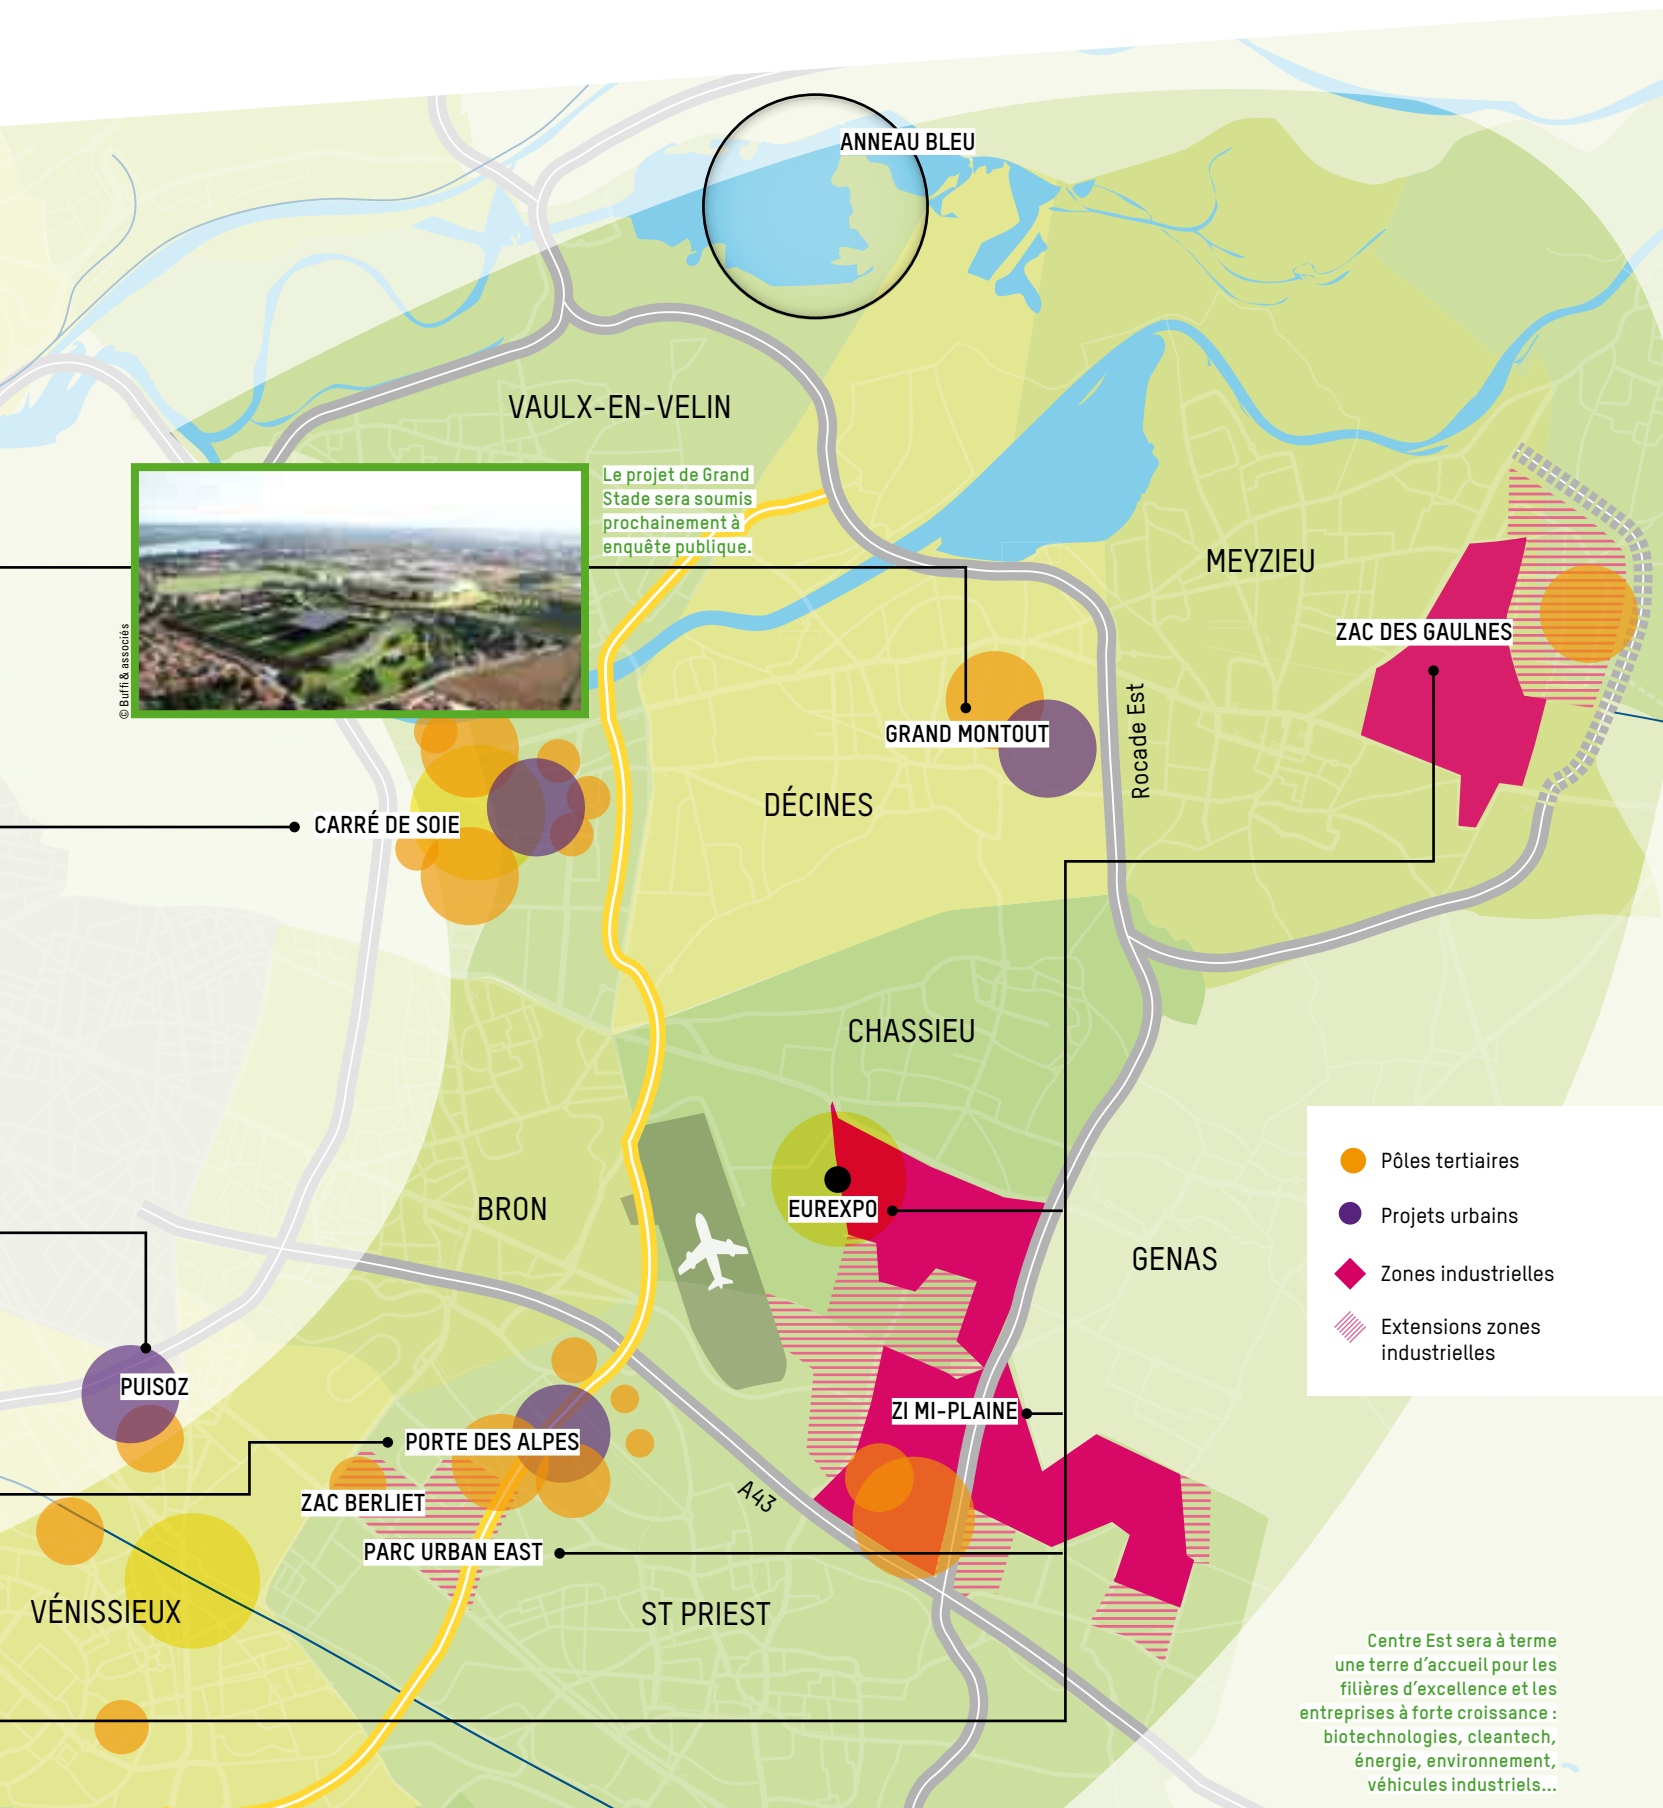 ANNEAU BLEU
VAULX-EN-VELIN
Le projet de Grand
Stade sera soumis
prochainement à
enquête publique.
© Buffi & associés
MEYZIEU
ZAC DES GAULNES
GRAND MONTOUT
Rocade Est
DÉCINES
CARRÉ DE SOIE
CHASSIEU
EUREXPO
BRON
GENAS
Pôles tertiaires
Projets urbains
Zones industrielles
Extensions zones
industrielles
PUISOZ
ZI MI-PLAINE
PORTE DES ALPES
A43
ZAC BERLIET
PARC URBAN EAST
VÉNISSIEUX
ST PRIEST
Centre Est sera à terme
une terre d'accueil pour les
filières d'excellence et les
entreprises à forte croissance :
biotechnologies, cleantech,
énergie, environnement,
véhicules industriels...